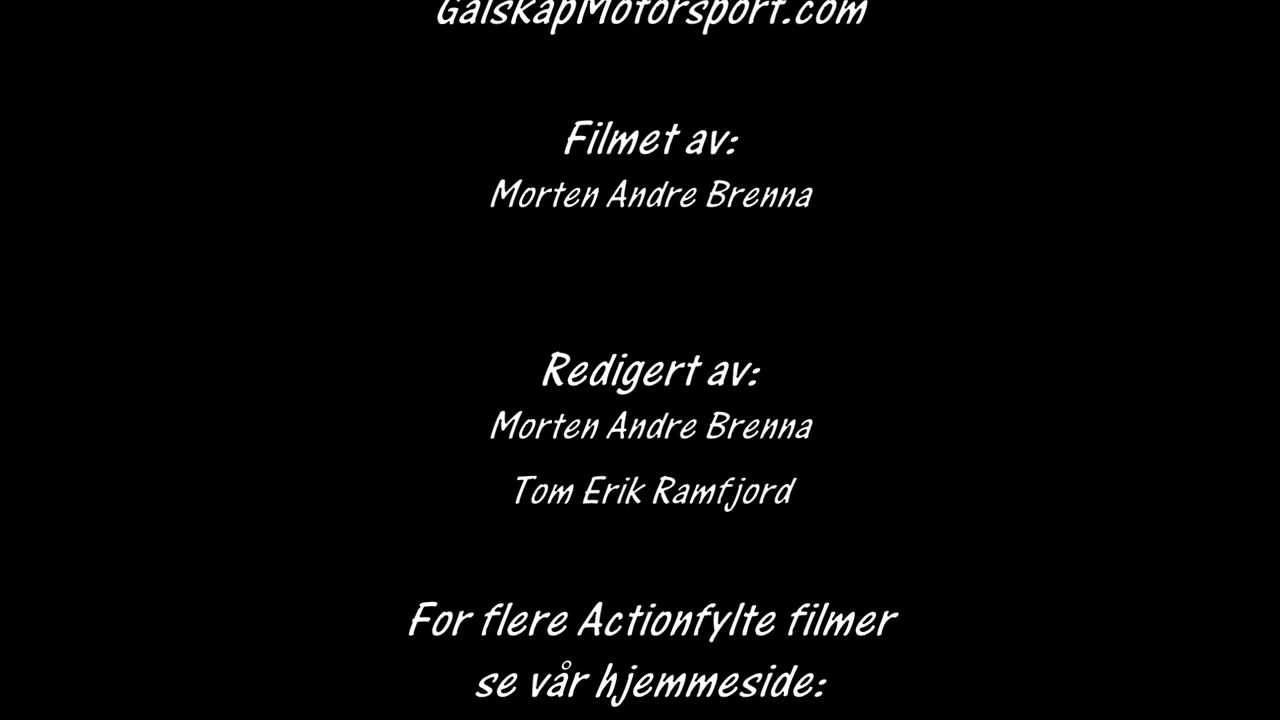 GalskapMotorsport.com
Filmet av:
Morten Andre Brenna
Redigert av:
Morten Andre Brenna
Tom Erik Ramfjord
For flere Actionfylte filmer
se vår hjemmeside: